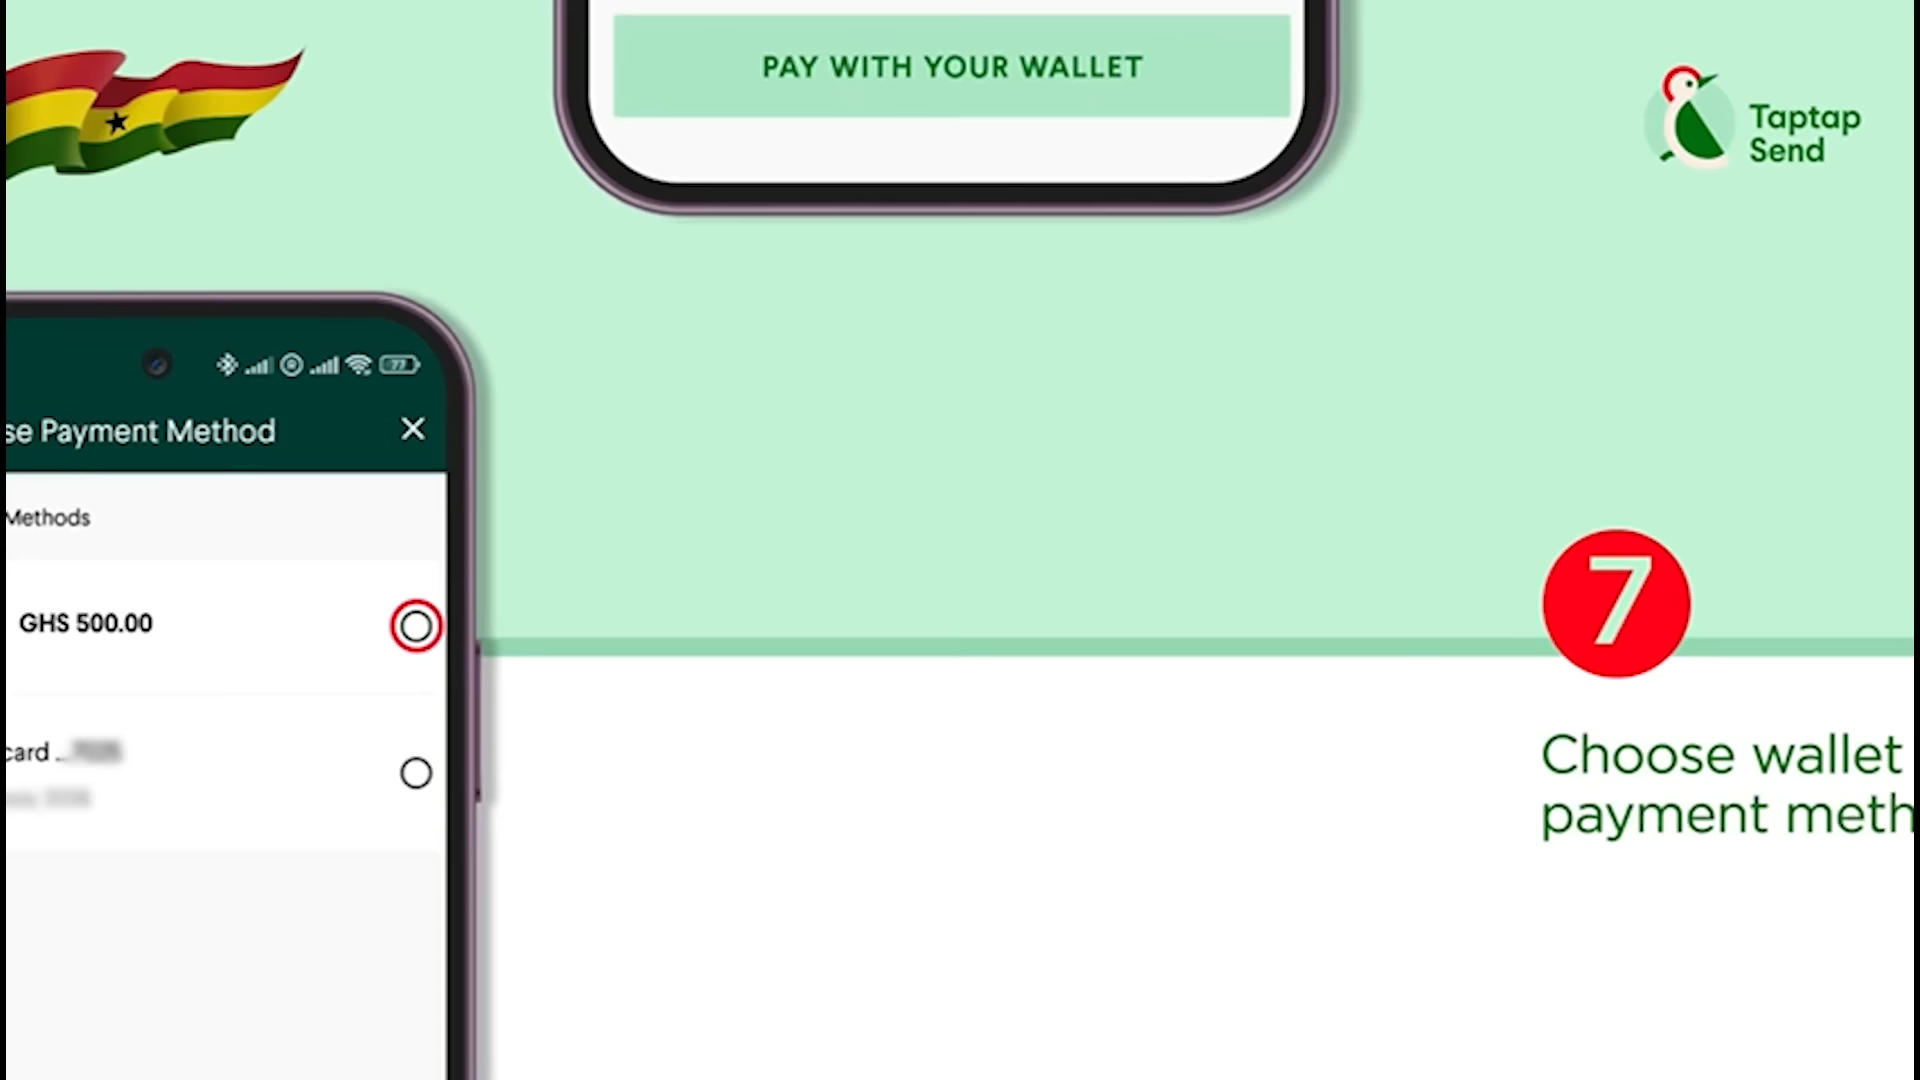 PAY WITH YOUR WALLET
Taptap
Send
77
se Payment Method
Methods
GHS 500.00
card ..
7
Choose wallet
payment meth